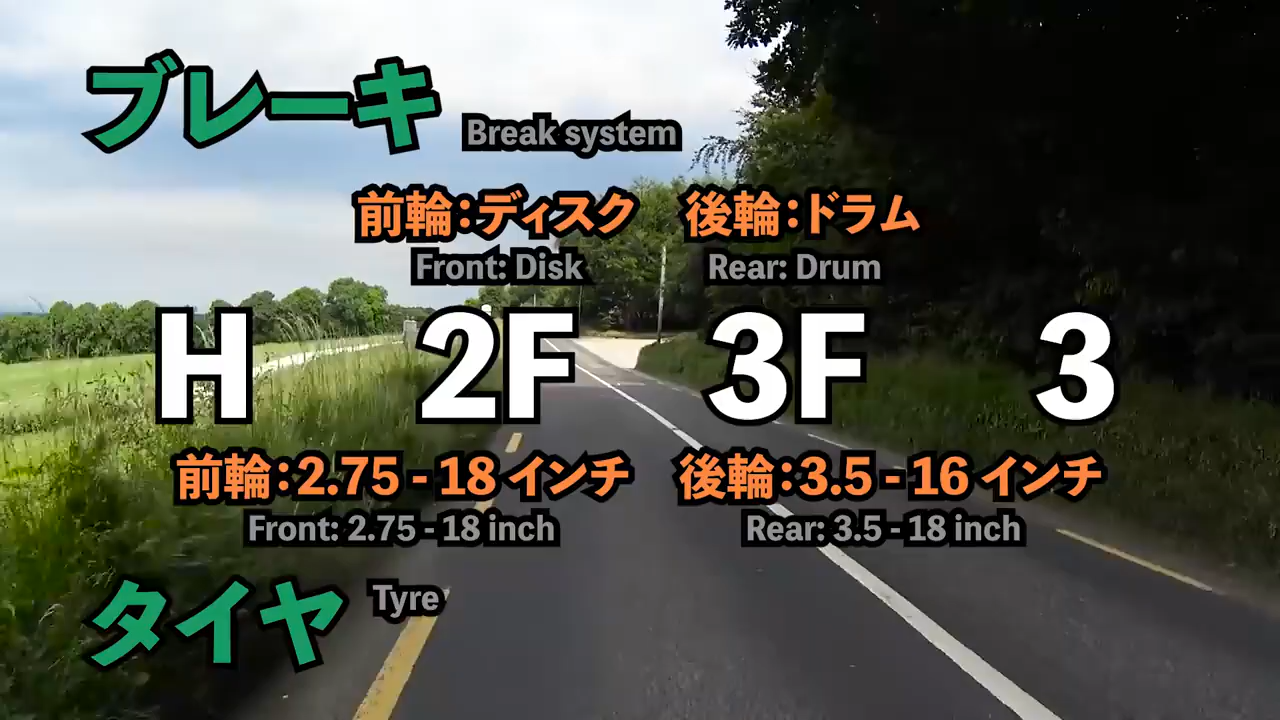 ブレーキ Break system
前輪：ディスク 後輪：ドラム
Front: Disk Rear: Drum
H 2F 3F 3
前輪：2.75 - 18 インチ 後輪：3.5 - 16 インチ
Front: 2.75 - 18 inch Rear: 3.5 - 18 inch
タイヤ Tyre